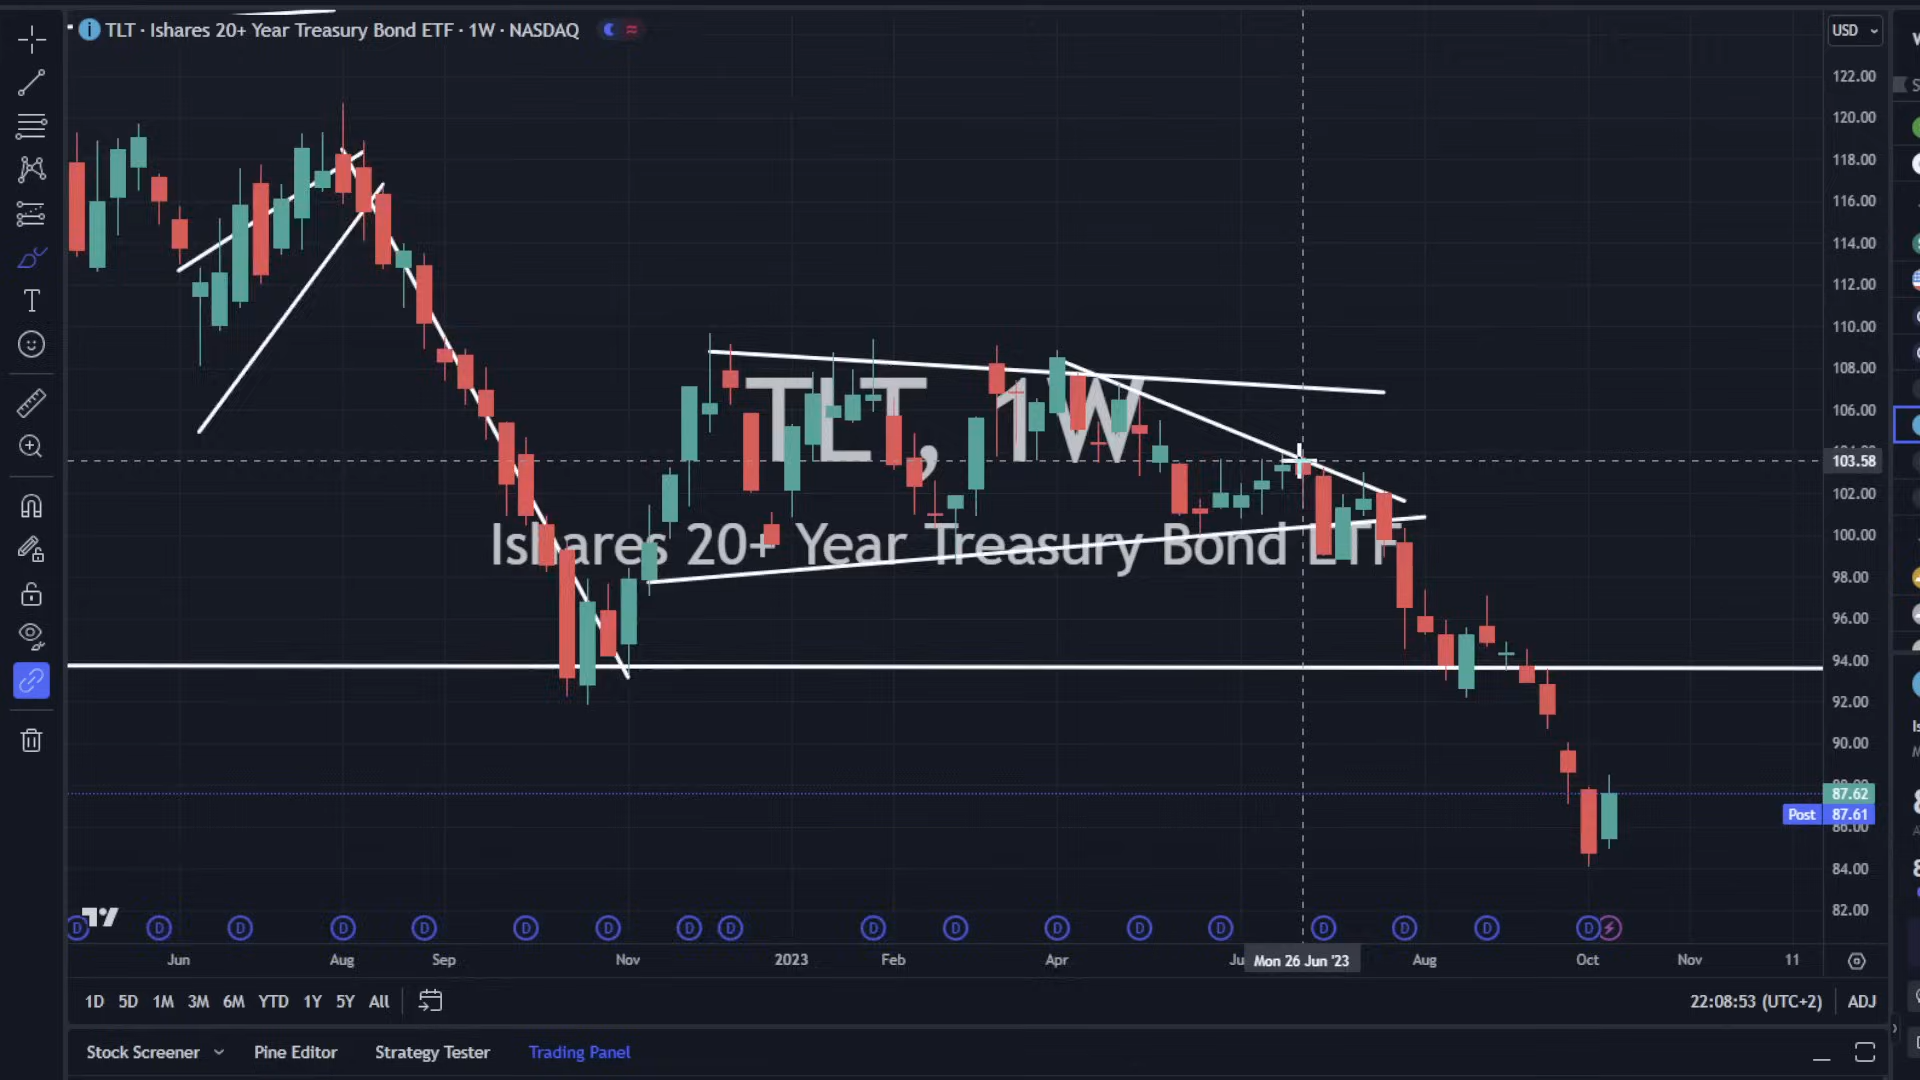 TLT · Ishares 20+ Year Treasury Bond ETF · 1W · NASDAQ
USD
122.00
120.00
118.00
116.00
114.00
112.00
110.00
108.00
106.00
103.58
102.00
100.00
98.00
96.00
94.00
92.00
90.00
87.62
Post 87.61
86.00
84.00
82.00
TLT, 1W
Ishares 20+ Year Treasury Bond ETF
D D D D D D D D D D D D D D D D D D
Jun Aug Sep Nov 2023 Feb Apr Mon 26 Jun '23 Aug Oct Nov 11
1D 5D 1M 3M 6M YTD 1Y 5Y All
22:08:53 (UTC+2) ADJ
Stock Screener Pine Editor Strategy Tester Trading Panel